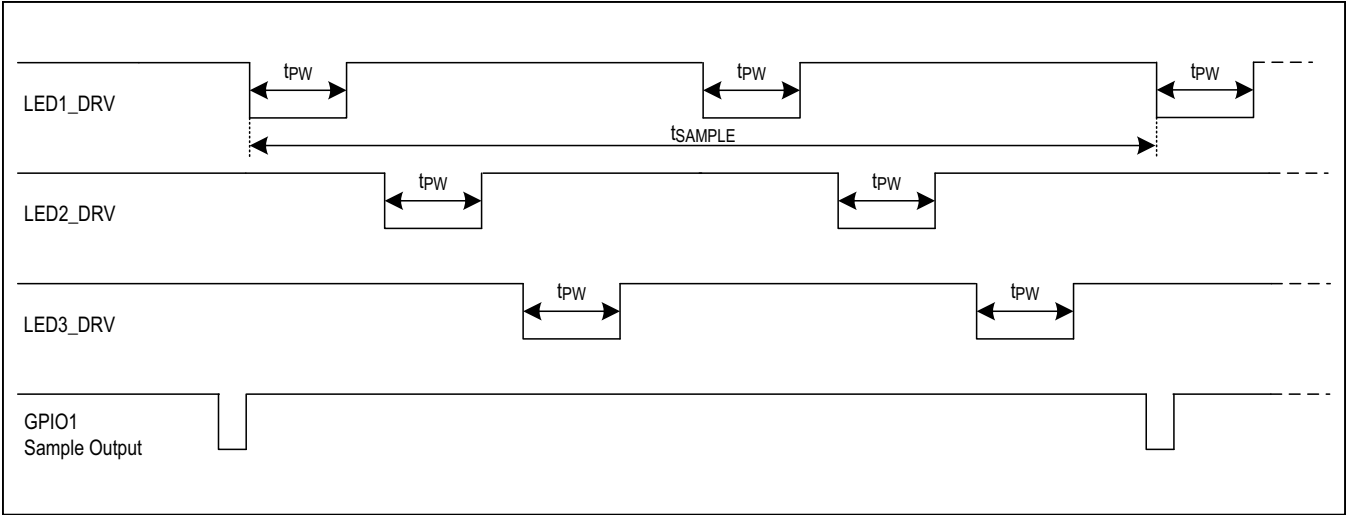 tPW tPW tPW
LED1_DRV
tSAMPLE
tPW tPW
LED2_DRV
tPW tPW
LED3_DRV
GPIO1
Sample Output